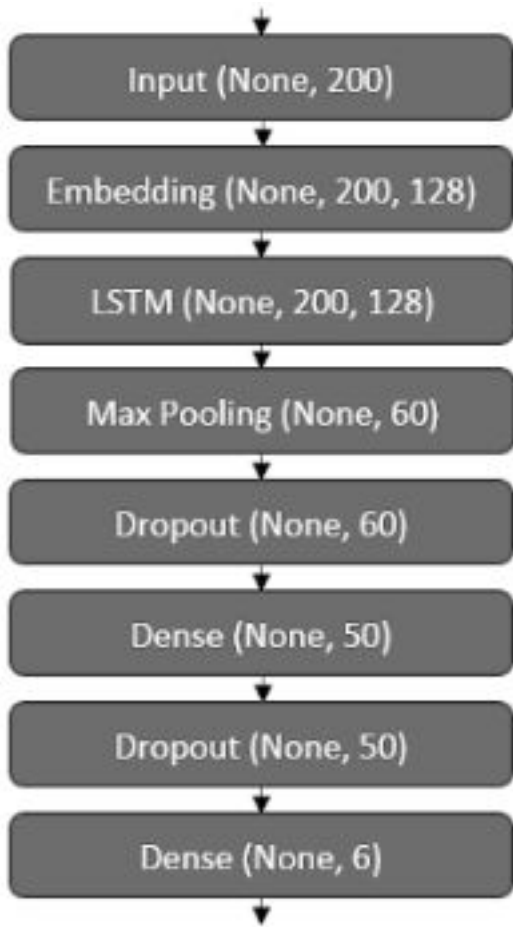 Input (None, 200)
Embedding (None, 200, 128)
LSTM (None, 200, 128)
Max Pooling (None, 60)
Dropout (None, 60)
Dense (None, 50)
Dropout (None, 50)
Dense (None, 6)